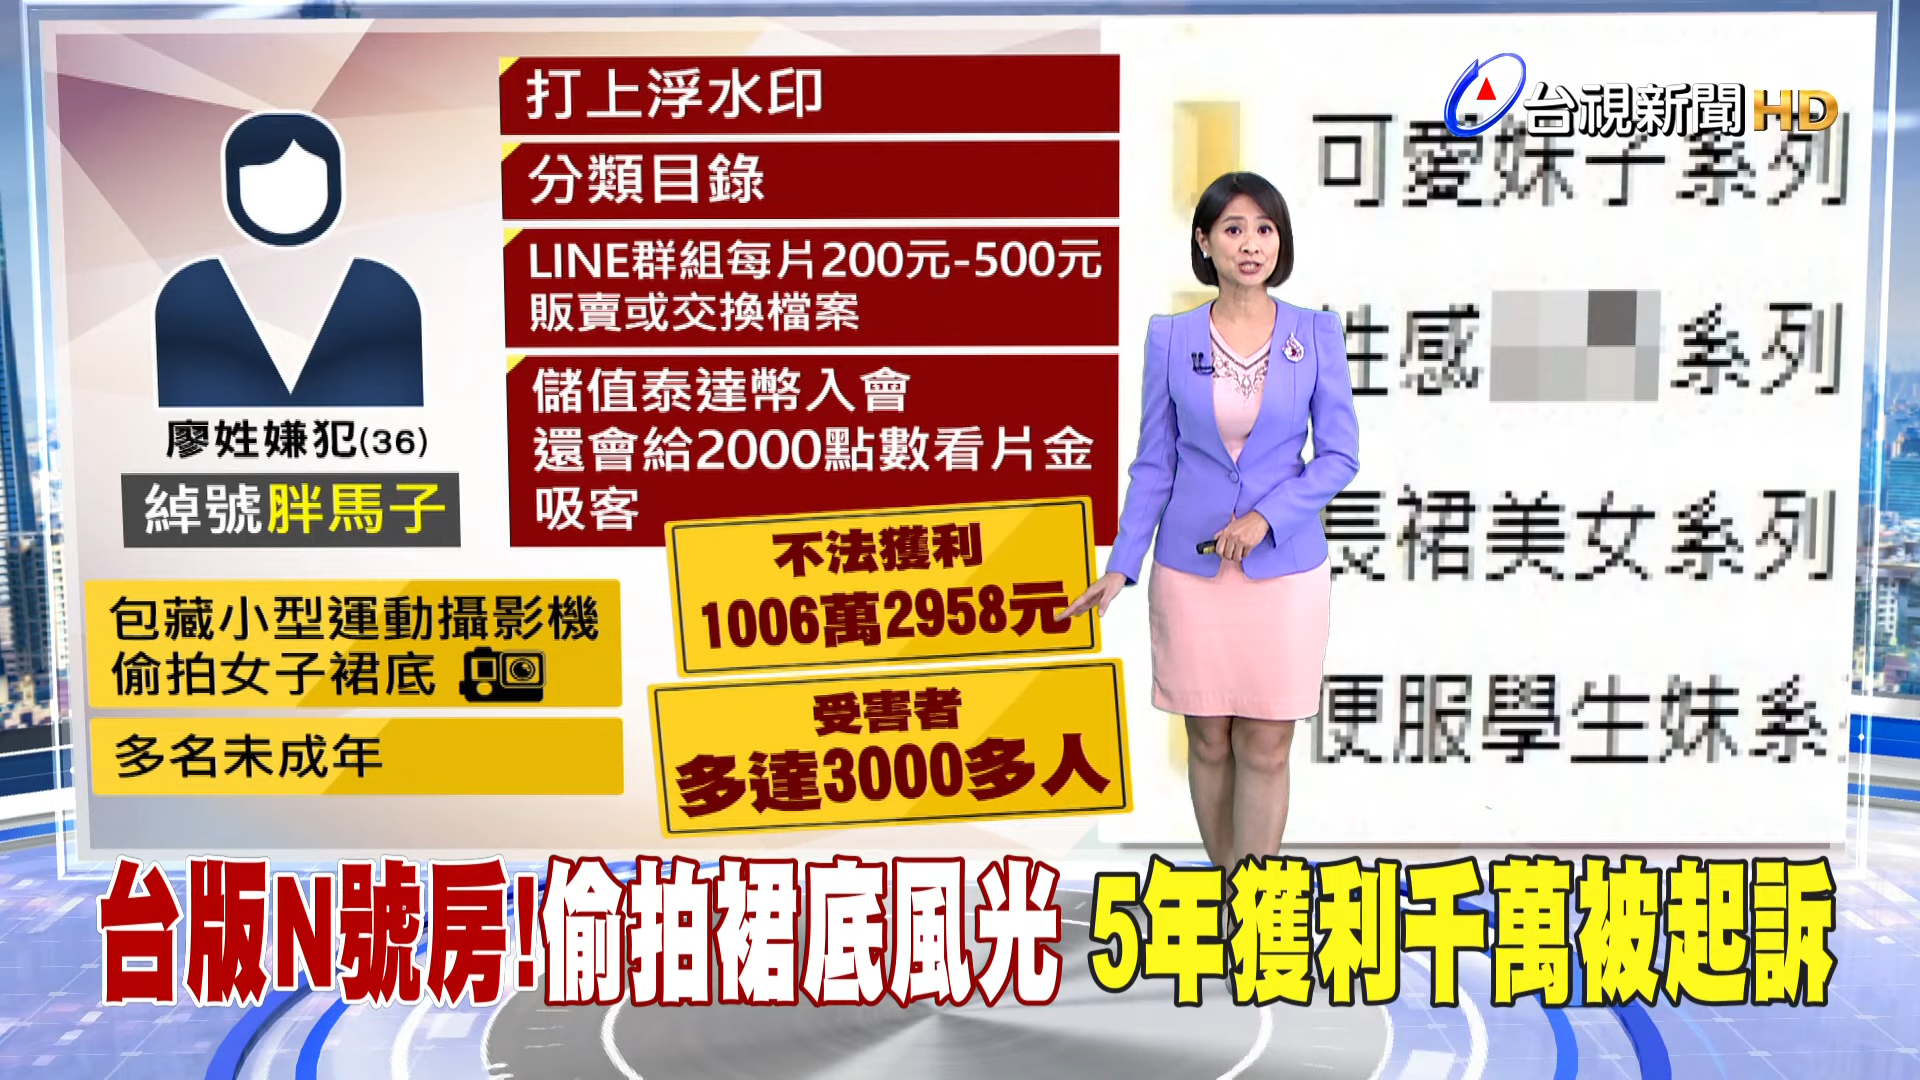 台視新聞HD
打上浮水印
分類目錄
LINE群組每片200元-500元
販賣或交換檔案
儲值泰達幣入會
還會給2000點數看片金
吸客
廖姓嫌犯(36)
綽號胖馬子
包藏小型運動攝影機
偷拍女子裙底
多名未成年
不法獲利
1006萬2958元
受害者
多達3000多人
可愛妹子系列
性感 系列
長裙美女系列
便服學生妹系
台版N號房!偷拍裙底風光 5年獲利千萬被起訴